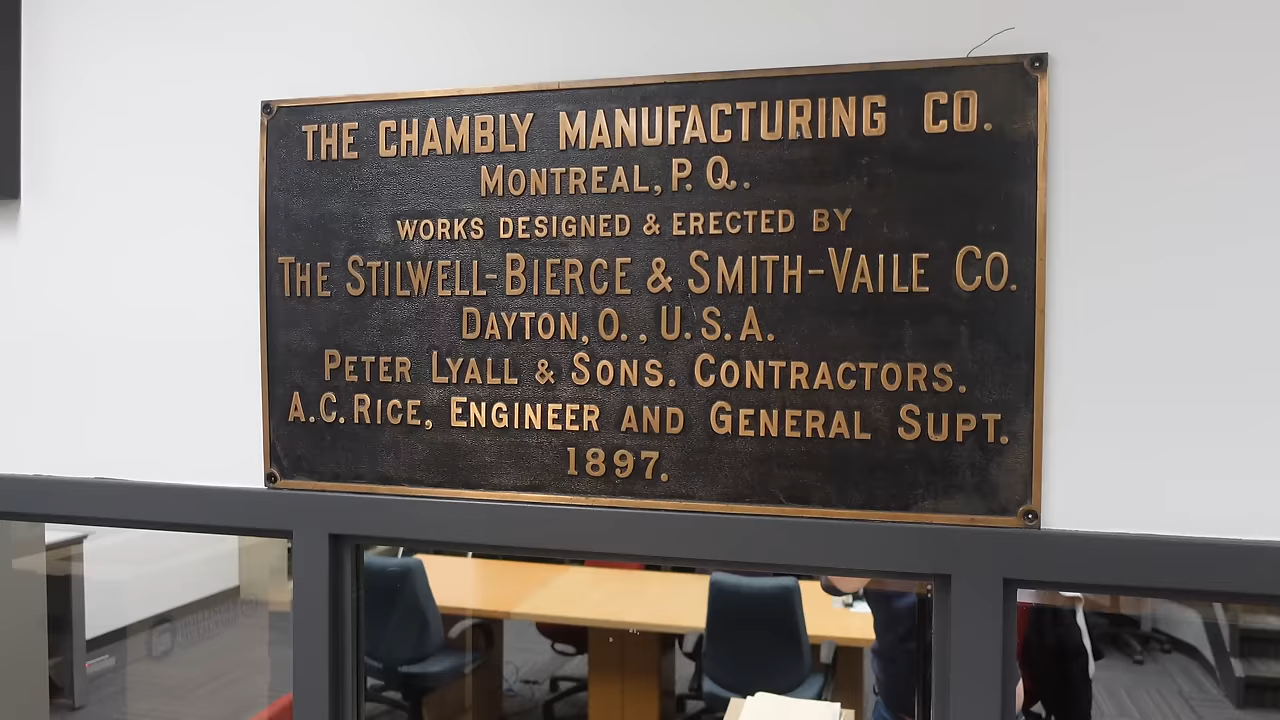 THE CHAMBLY MANUFACTURING CO.
MONTREAL, P. Q.
WORKS DESIGNED & ERECTED BY
THE STILWELL-BIERCE & SMITH-VAILE CO.
DAYTON, O., U.S.A.
PETER LYALL & SONS. CONTRACTORS.
A.C. RICE, ENGINEER AND GENERAL SUPT.
1897.